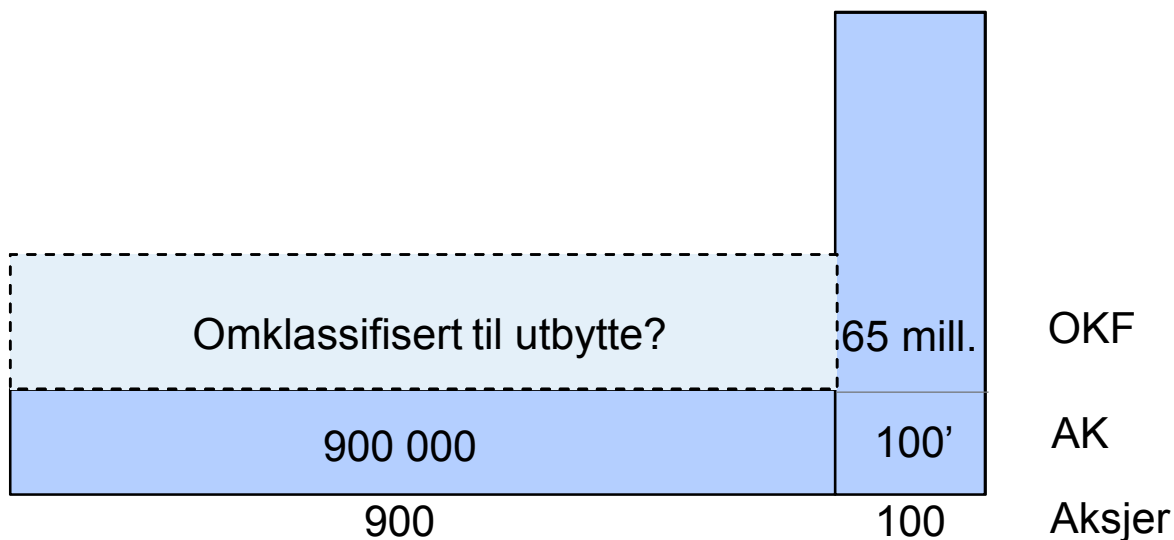 Omklassifisert til utbytte?
65 mill.
OKF
900 000
100’
AK
900
100
Aksjer